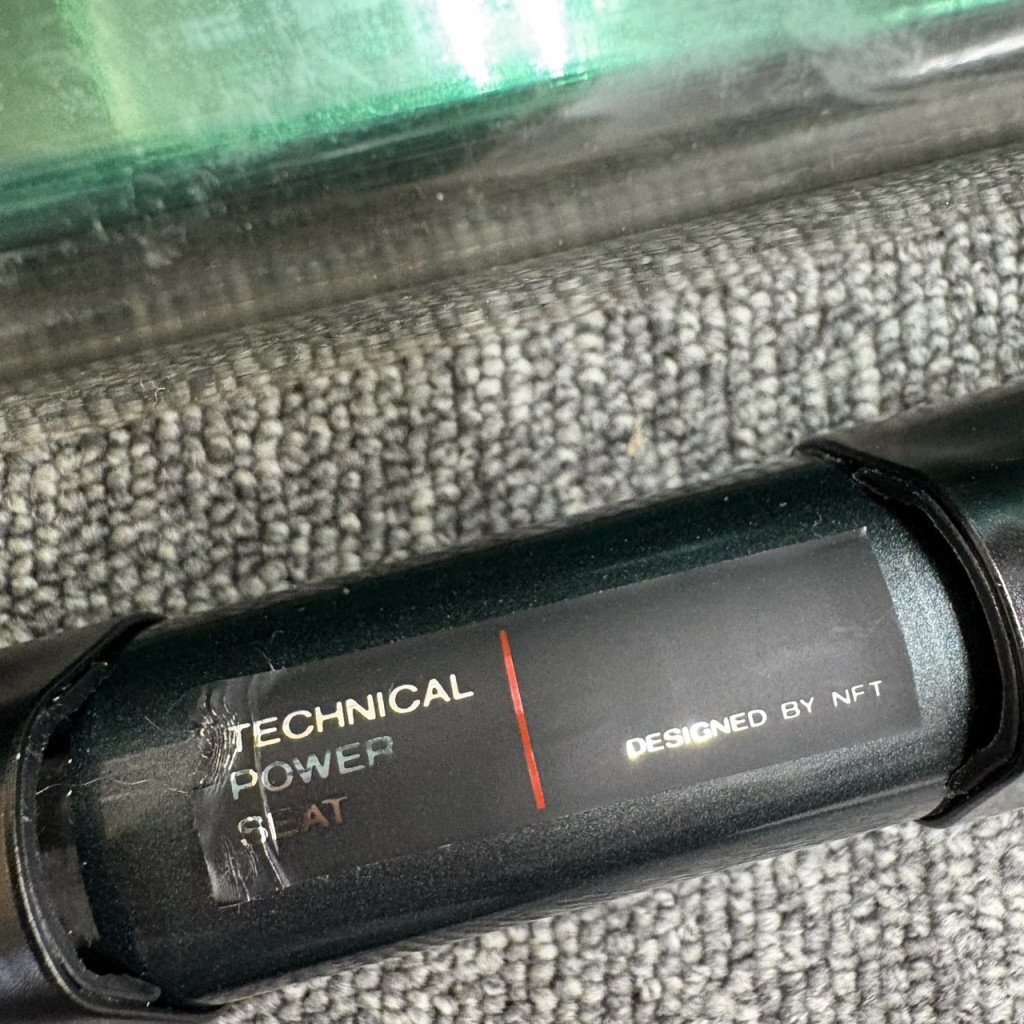 TECHNICAL
POWER
SEAT
DESIGNED BY NFT